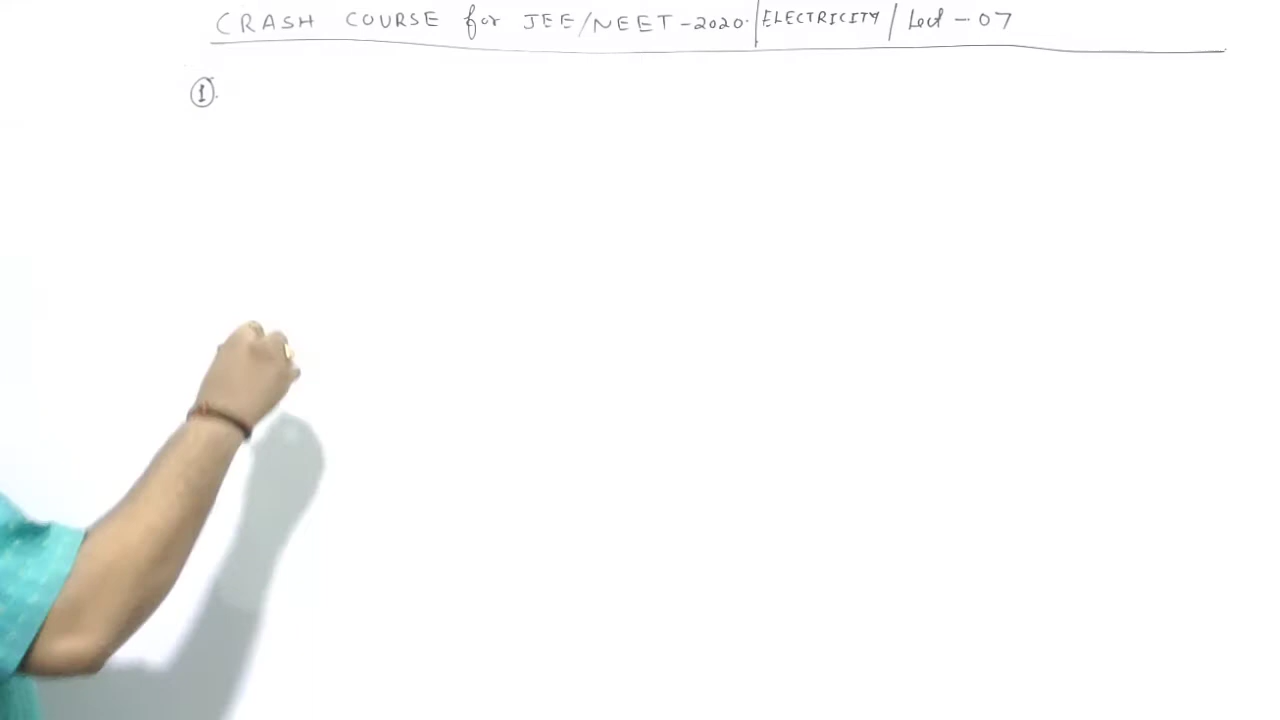 CRASH COURSE for JEE/NEET-2020. | ELECTRICITY / Lect - 07
①.